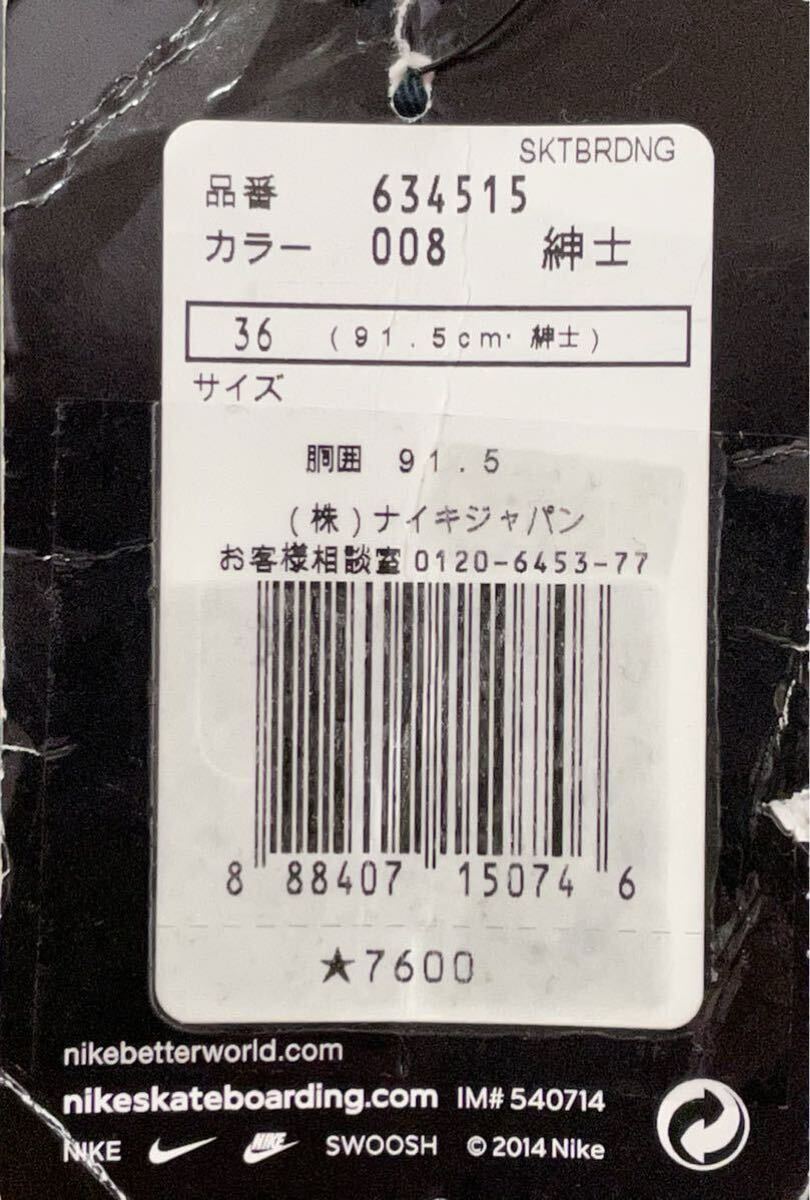 SKTBRDNG
品番 634515
カラー 008 紳士
36 (91.5cm・紳士)
サイズ
胴囲 91.5
(株)ナイキジャパン
お客様相談室 0120-6453-77
8 88407 15074 6
★7600
nikebetterworld.com
nikeskateboarding.com IM# 540714
NIKE NIKE SWOOSH © 2014 Nike